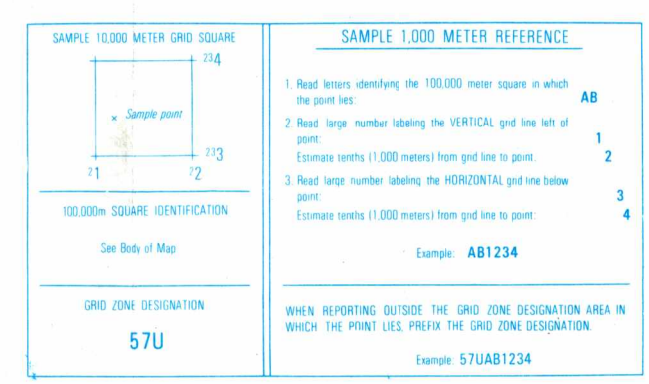 SAMPLE 10,000 METER GRID SQUARE
234
× Sample point
233
21 22
100,000m SQUARE IDENTIFICATION
See Body of Map
GRID ZONE DESIGNATION
57U
SAMPLE 1,000 METER REFERENCE
1. Read letters identifying the 100,000 meter square in which
the point lies: AB
2. Read large number labeling the VERTICAL grid line left of
point: 1
Estimate tenths (1,000 meters) from grid line to point. 2
3. Read large number labeling the HORIZONTAL grid line below
point: 3
Estimate tenths (1,000 meters) from grid line to point: 4
Example: AB1234
WHEN REPORTING OUTSIDE THE GRID ZONE DESIGNATION AREA IN
WHICH THE POINT LIES, PREFIX THE GRID ZONE DESIGNATION.
Example: 57UAB1234